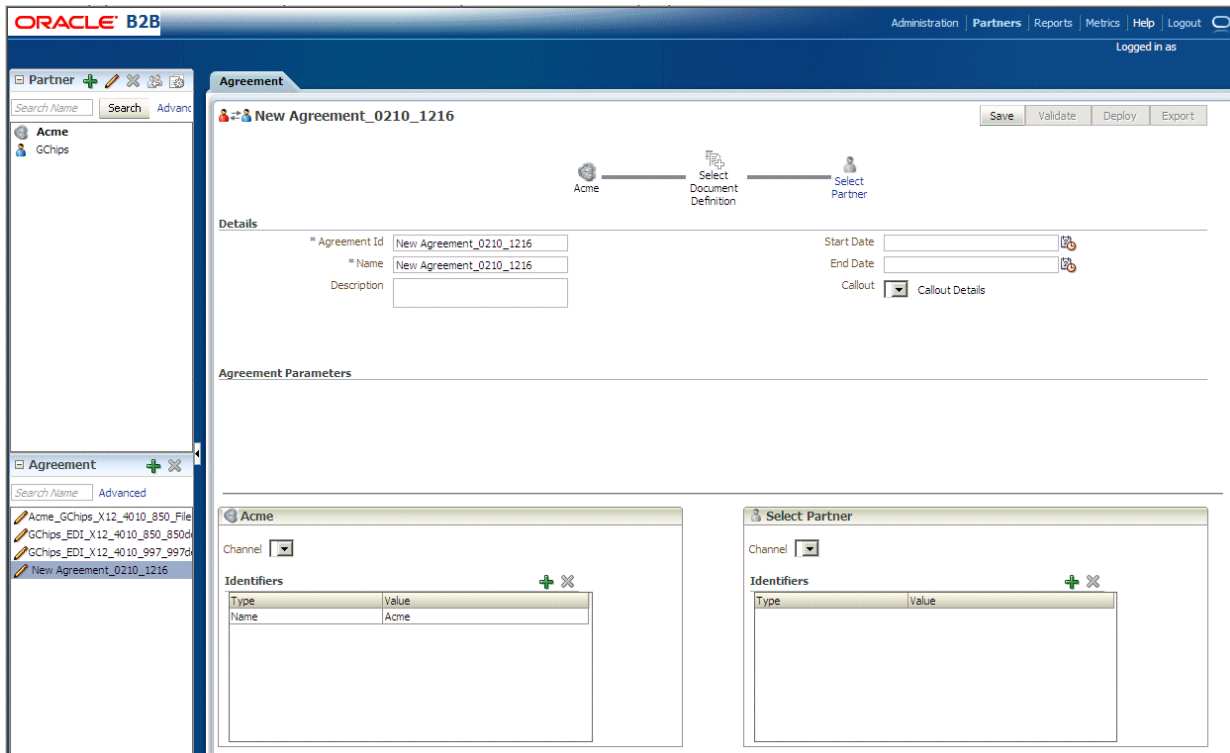 ORACLE B2B
Administration Partners Reports Metrics Help Logout
Logged in as
Partner
Search Name Search Advanc
Acme
GChips
Agreement
Search Name Advanced
Acme_GChips_X12_4010_850_File
GChips_EDI_X12_4010_850_850d
GChips_EDI_X12_4010_997_997d
New Agreement_0210_1216
Agreement
New Agreement_0210_1216
Save Validate Deploy Export
Acme
Select
Document
Definition
Select
Partner
Details
* Agreement Id New Agreement_0210_1216
* Name New Agreement_0210_1216
Description
Start Date
End Date
Callout Callout Details
Agreement Parameters
Acme
Channel
Identifiers
Type Value
Name Acme
Select Partner
Channel
Identifiers
Type Value